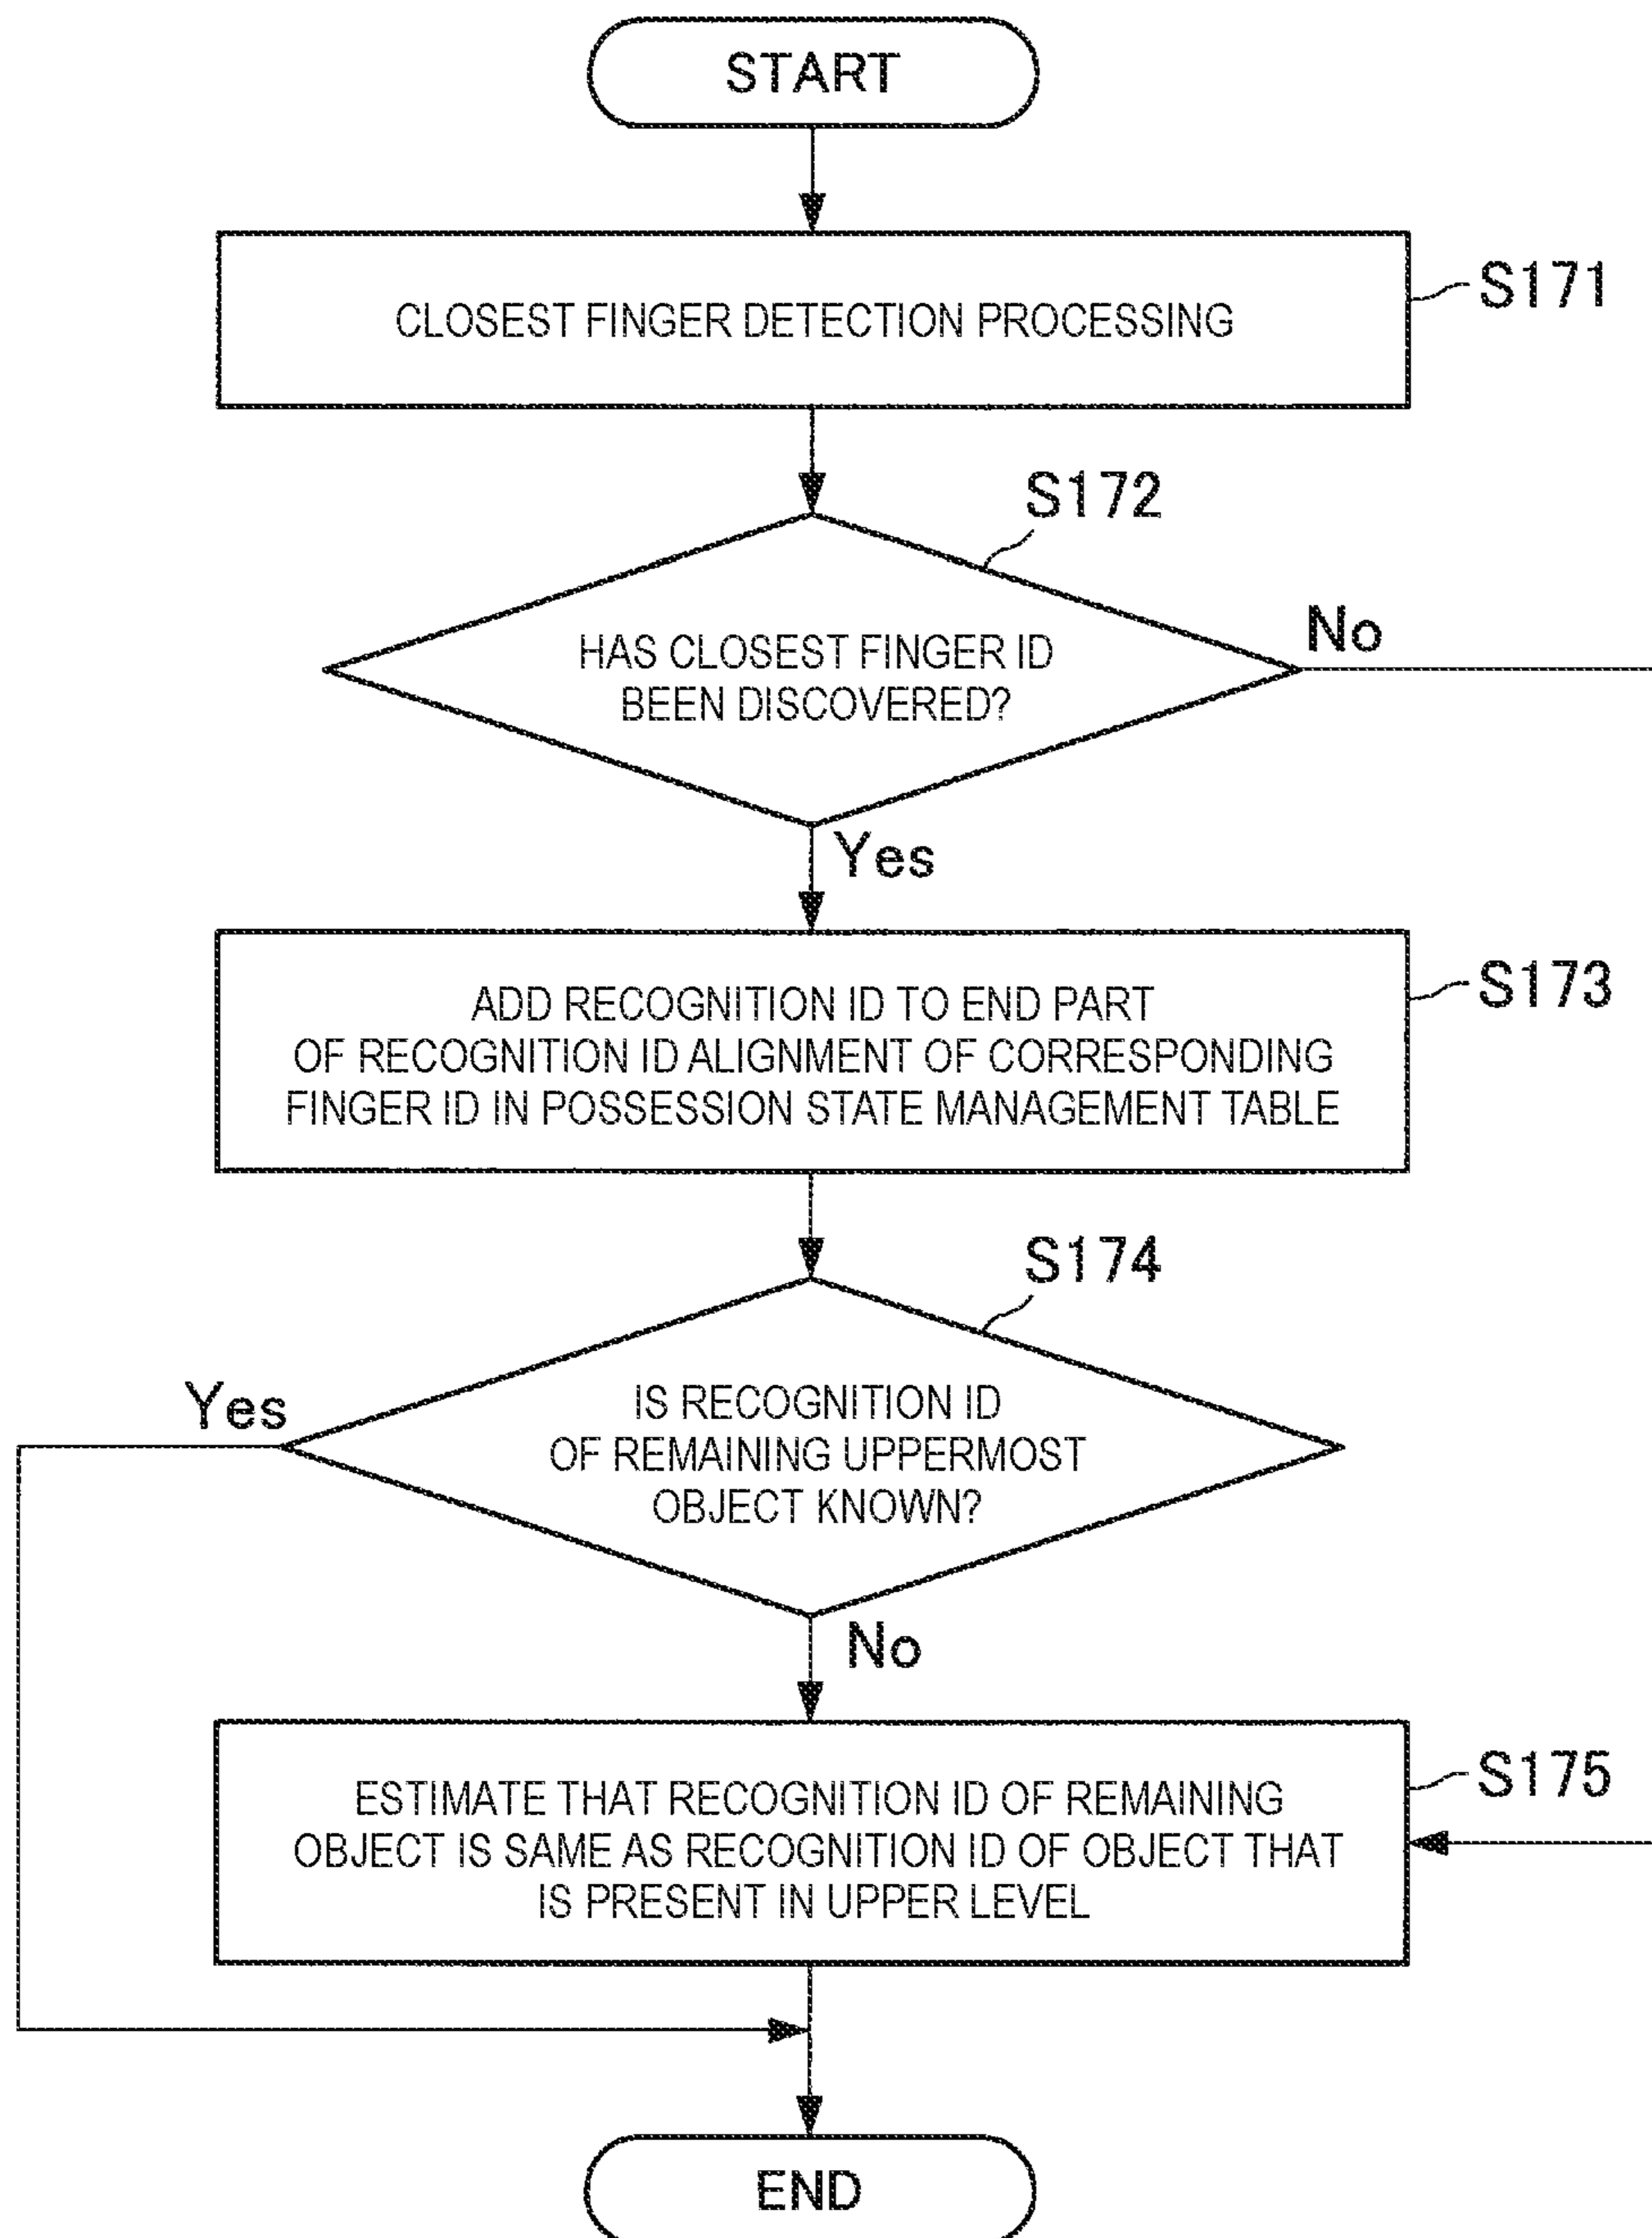 START
CLOSEST FINGER DETECTION PROCESSING
S171
S172
HAS CLOSEST FINGER ID
BEEN DISCOVERED?
No
Yes
ADD RECOGNITION ID TO END PART
OF RECOGNITION ID ALIGNMENT OF CORRESPONDING
FINGER ID IN POSSESSION STATE MANAGEMENT TABLE
S173
S174
IS RECOGNITION ID
OF REMAINING UPPERMOST
OBJECT KNOWN?
Yes
No
ESTIMATE THAT RECOGNITION ID OF REMAINING
OBJECT IS SAME AS RECOGNITION ID OF OBJECT THAT
IS PRESENT IN UPPER LEVEL
S175
END